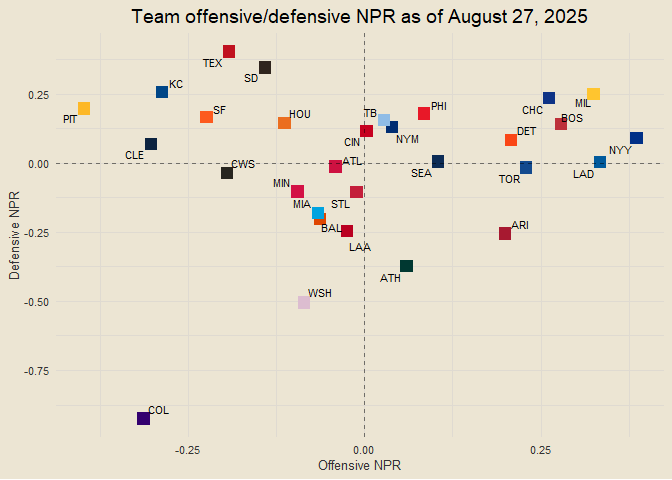 Team offensive/defensive NPR as of August 27, 2025
TEX
SD
KC
PIT
SF
HOU
CLE
CWS
TB
PHI
CIN
NYM
CHC
MIL
BOS
DET
NYY
SEA
TOR
LAD
ATL
MIN
MIA
STL
BAL
LAA
ARI
ATH
WSH
COL
0.25
0.00
-0.25
-0.50
-0.75
Defensive NPR
-0.25
0.00
0.25
Offensive NPR